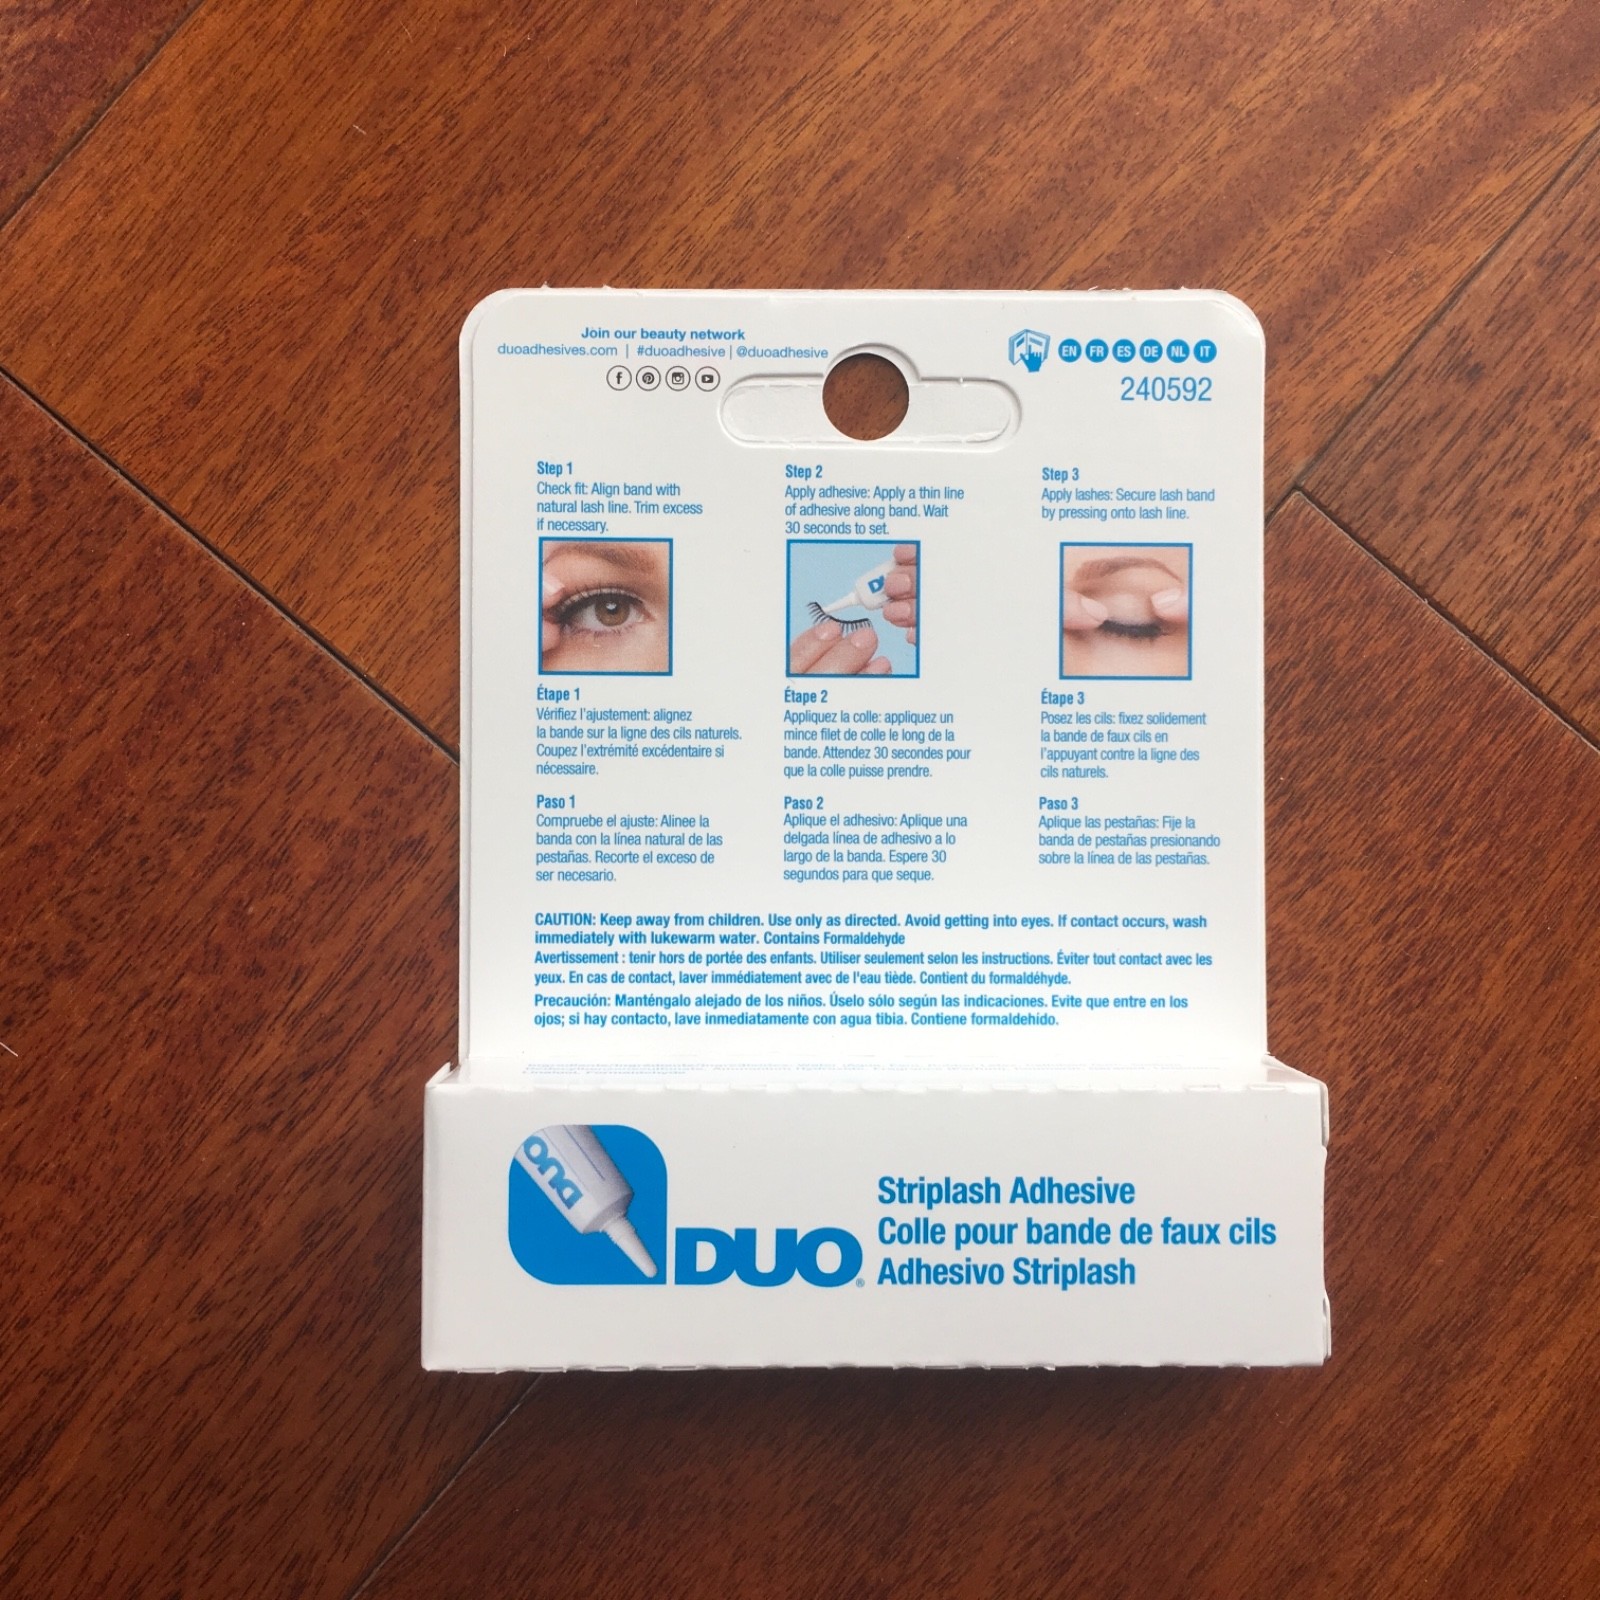 Join our beauty network
duoadhesives.com | #duoadhesive | @duoadhesive
EN FR ES DE NL IT
240592
Step 1
Check fit: Align band with
natural lash line. Trim excess
if necessary.
Step 2
Apply adhesive: Apply a thin line
of adhesive along band. Wait
30 seconds to set.
Step 3
Apply lashes: Secure lash band
by pressing onto lash line.
Étape 1
Vérifiez l'ajustement: alignez
la bande sur la ligne des cils naturels.
Coupez l'extrémité excédentaire si
nécessaire.
Étape 2
Appliquez la colle: appliquez un
mince filet de colle le long de la
bande. Attendez 30 secondes pour
que la colle puisse prendre.
Étape 3
Posez les cils: fixez solidement
la bande de faux cils en
l'appuyant contre la ligne des
cils naturels.
Paso 1
Compruebe el ajuste: Alinee la
banda con la línea natural de las
pestañas. Recorte el exceso de
ser necesario.
Paso 2
Aplique el adhesivo: Aplique una
delgada línea de adhesivo a lo
largo de la banda. Espere 30
segundos para que seque.
Paso 3
Aplique las pestañas: Fije la
banda de pestañas presionando
sobre la línea de las pestañas.
CAUTION: Keep away from children. Use only as directed. Avoid getting into eyes. If contact occurs, wash
immediately with lukewarm water. Contains Formaldehyde
Avertissement : tenir hors de portée des enfants. Utiliser seulement selon les instructions. Éviter tout contact avec les
yeux. En cas de contact, laver immédiatement avec de l'eau tiède. Contient du formaldéhyde.
Precaución: Manténgalo alejado de los niños. Úselo sólo según las indicaciones. Evite que entre en los
ojos; si hay contacto, lave inmediatamente con agua tibia. Contiene formaldehido.
DUO
DUO®
Striplash Adhesive
Colle pour bande de faux cils
Adhesivo Striplash